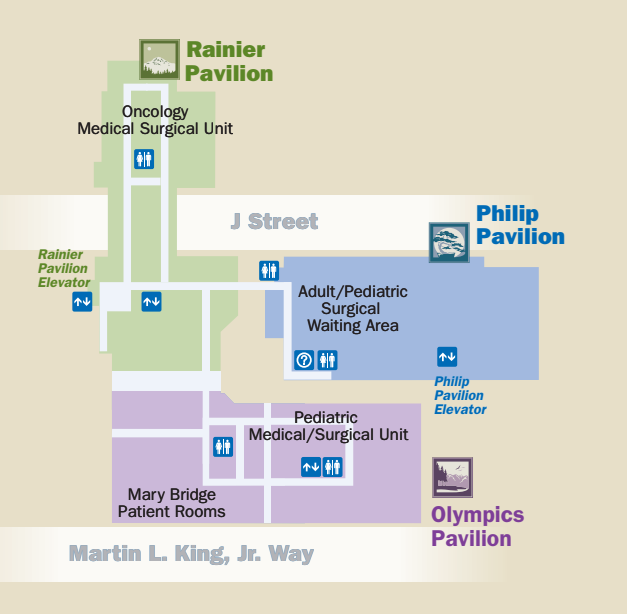 Rainier
Pavilion
Oncology
Medical Surgical Unit
J Street
Philip
Pavilion
Rainier
Pavilion
Elevator
Adult/Pediatric
Surgical
Waiting Area
?
Philip
Pavilion
Elevator
Pediatric
Medical/Surgical Unit
Mary Bridge
Patient Rooms
Olympics
Pavilion
Martin L. King, Jr. Way